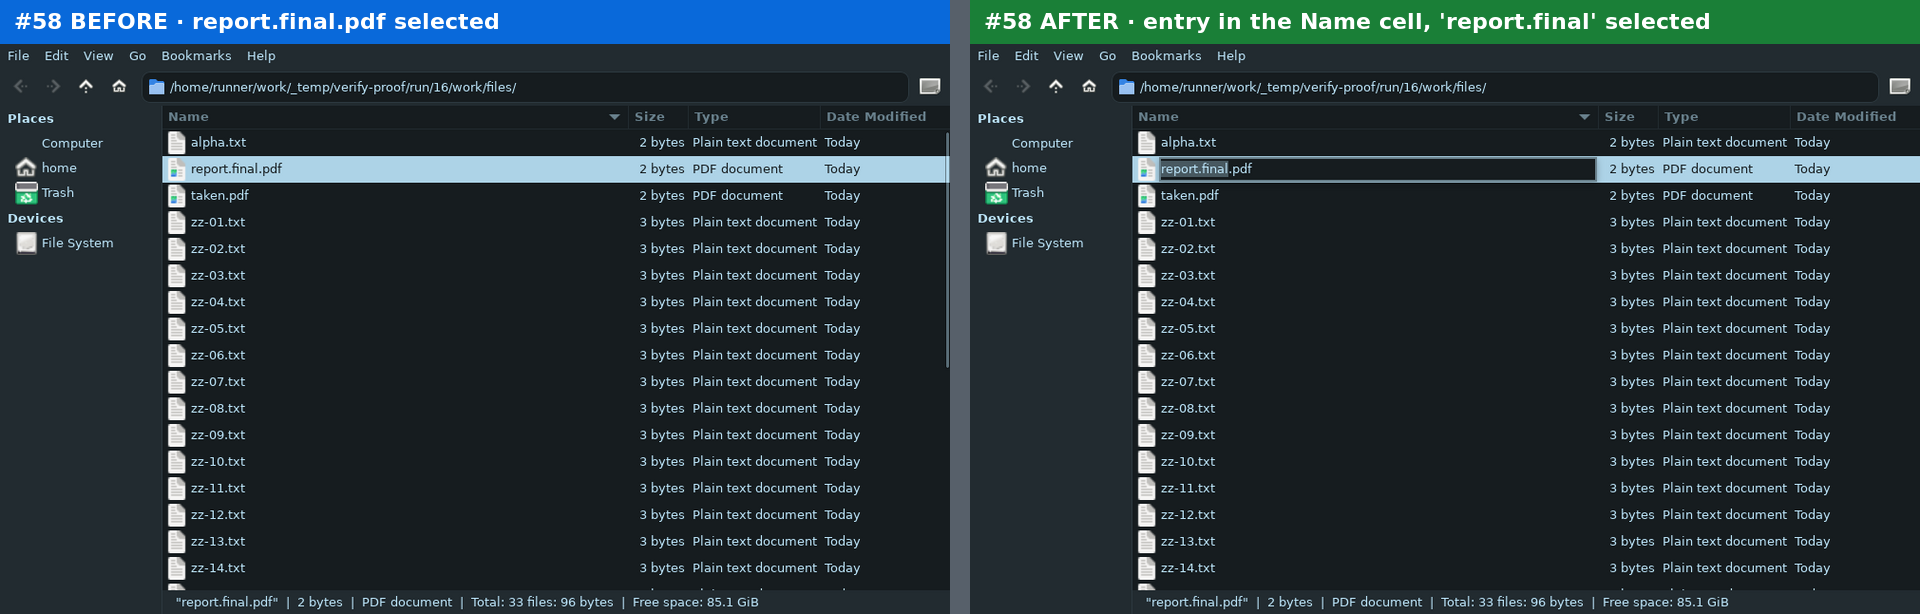 #58 BEFORE · report.final.pdf selected
File Edit View Go Bookmarks Help
/home/runner/work/_temp/verify-proof/run/16/work/files/
Places
Computer
home
Trash
Devices
File System
Name Size Type Date Modified
alpha.txt 2 bytes Plain text document Today
report.final.pdf 2 bytes PDF document Today
taken.pdf 2 bytes PDF document Today
zz-01.txt 3 bytes Plain text document Today
zz-02.txt 3 bytes Plain text document Today
zz-03.txt 3 bytes Plain text document Today
zz-04.txt 3 bytes Plain text document Today
zz-05.txt 3 bytes Plain text document Today
zz-06.txt 3 bytes Plain text document Today
zz-07.txt 3 bytes Plain text document Today
zz-08.txt 3 bytes Plain text document Today
zz-09.txt 3 bytes Plain text document Today
zz-10.txt 3 bytes Plain text document Today
zz-11.txt 3 bytes Plain text document Today
zz-12.txt 3 bytes Plain text document Today
zz-13.txt 3 bytes Plain text document Today
zz-14.txt 3 bytes Plain text document Today
"report.final.pdf" | 2 bytes | PDF document | Total: 33 files: 96 bytes | Free space: 85.1 GiB
#58 AFTER · entry in the Name cell, 'report.final' selected
File Edit View Go Bookmarks Help
/home/runner/work/_temp/verify-proof/run/16/work/files/
Places
Computer
home
Trash
Devices
File System
Name Size Type Date Modified
alpha.txt 2 bytes Plain text document Today
report.final.pdf 2 bytes PDF document Today
taken.pdf 2 bytes PDF document Today
zz-01.txt 3 bytes Plain text document Today
zz-02.txt 3 bytes Plain text document Today
zz-03.txt 3 bytes Plain text document Today
zz-04.txt 3 bytes Plain text document Today
zz-05.txt 3 bytes Plain text document Today
zz-06.txt 3 bytes Plain text document Today
zz-07.txt 3 bytes Plain text document Today
zz-08.txt 3 bytes Plain text document Today
zz-09.txt 3 bytes Plain text document Today
zz-10.txt 3 bytes Plain text document Today
zz-11.txt 3 bytes Plain text document Today
zz-12.txt 3 bytes Plain text document Today
zz-13.txt 3 bytes Plain text document Today
zz-14.txt 3 bytes Plain text document Today
"report.final.pdf" | 2 bytes | PDF document | Total: 33 files: 96 bytes | Free space: 85.1 GiB